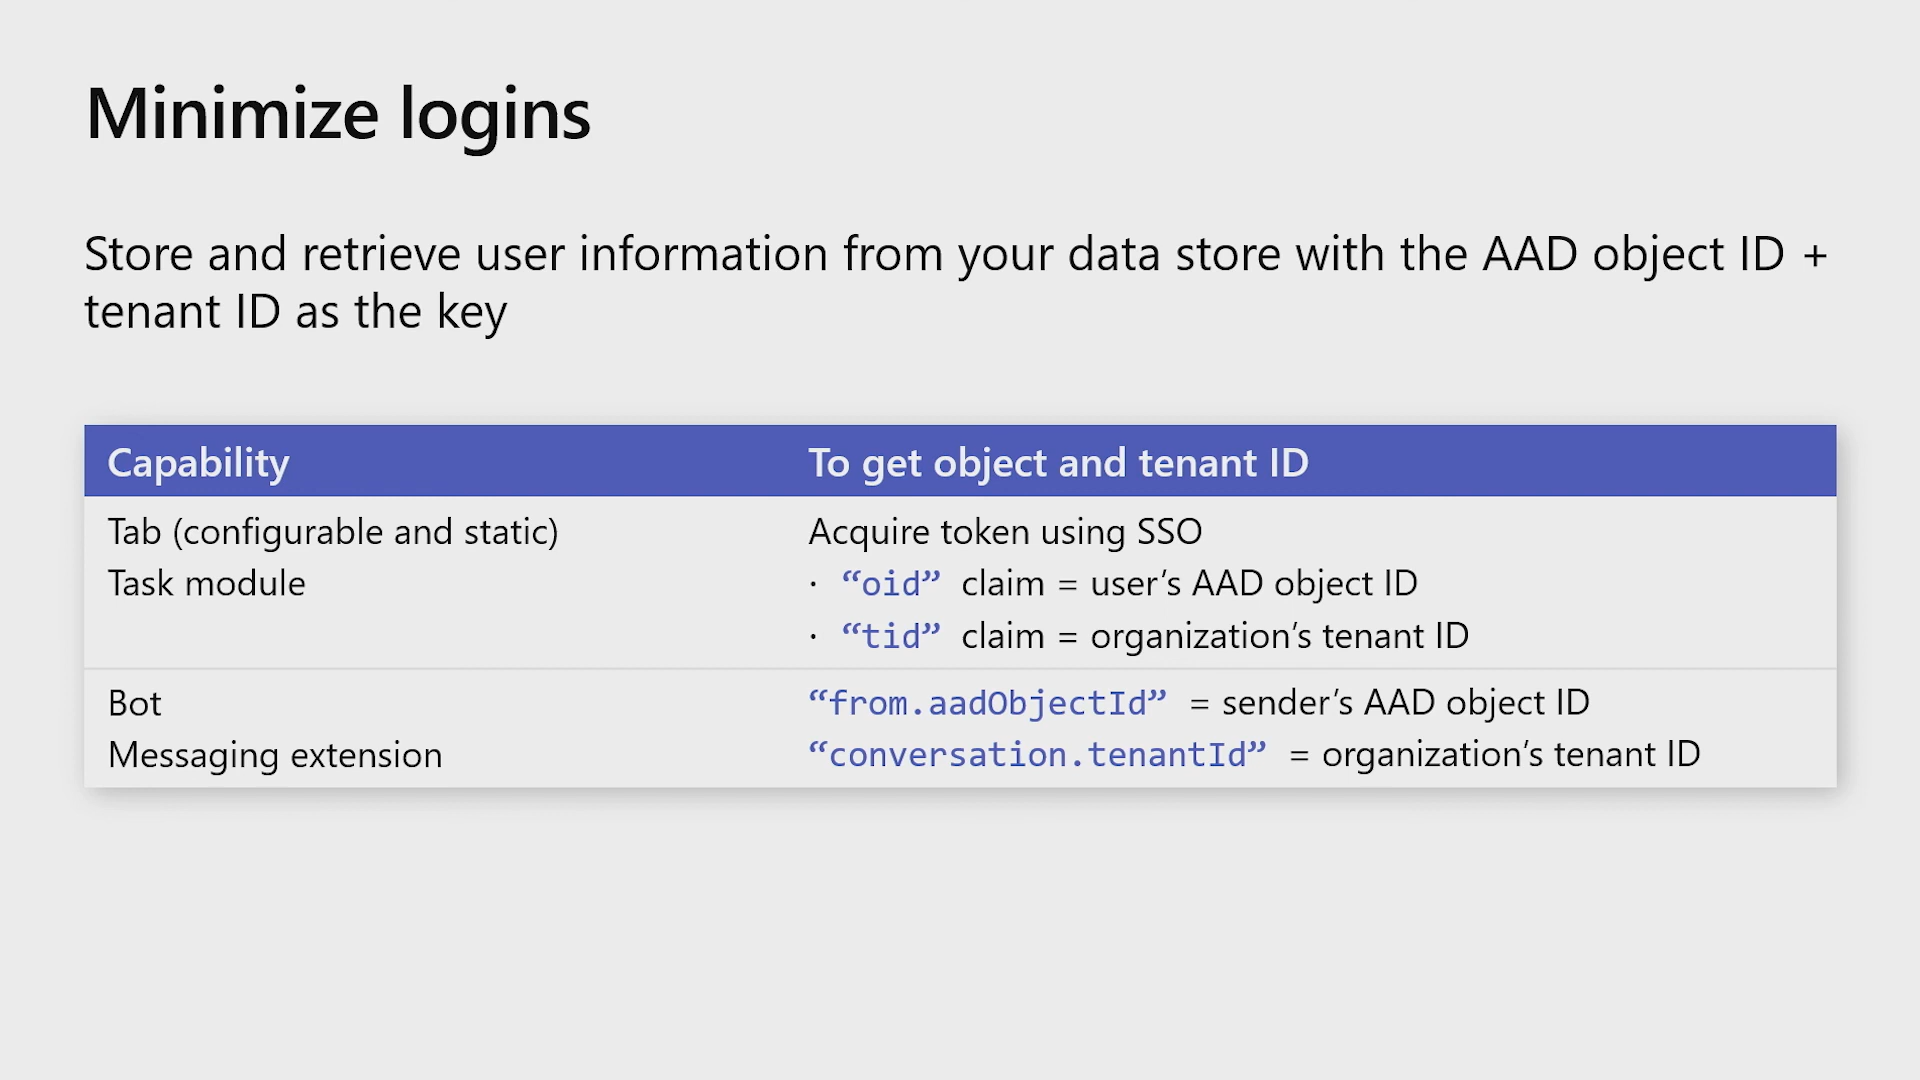 Minimize logins
Store and retrieve user information from your data store with the AAD object ID +
tenant ID as the key
Capability
To get object and tenant ID
Tab (configurable and static)
Task module
Acquire token using SSO
· “oid” claim = user’s AAD object ID
· “tid” claim = organization’s tenant ID
Bot
Messaging extension
“from.aadObjectId” = sender’s AAD object ID
“conversation.tenantId” = organization’s tenant ID